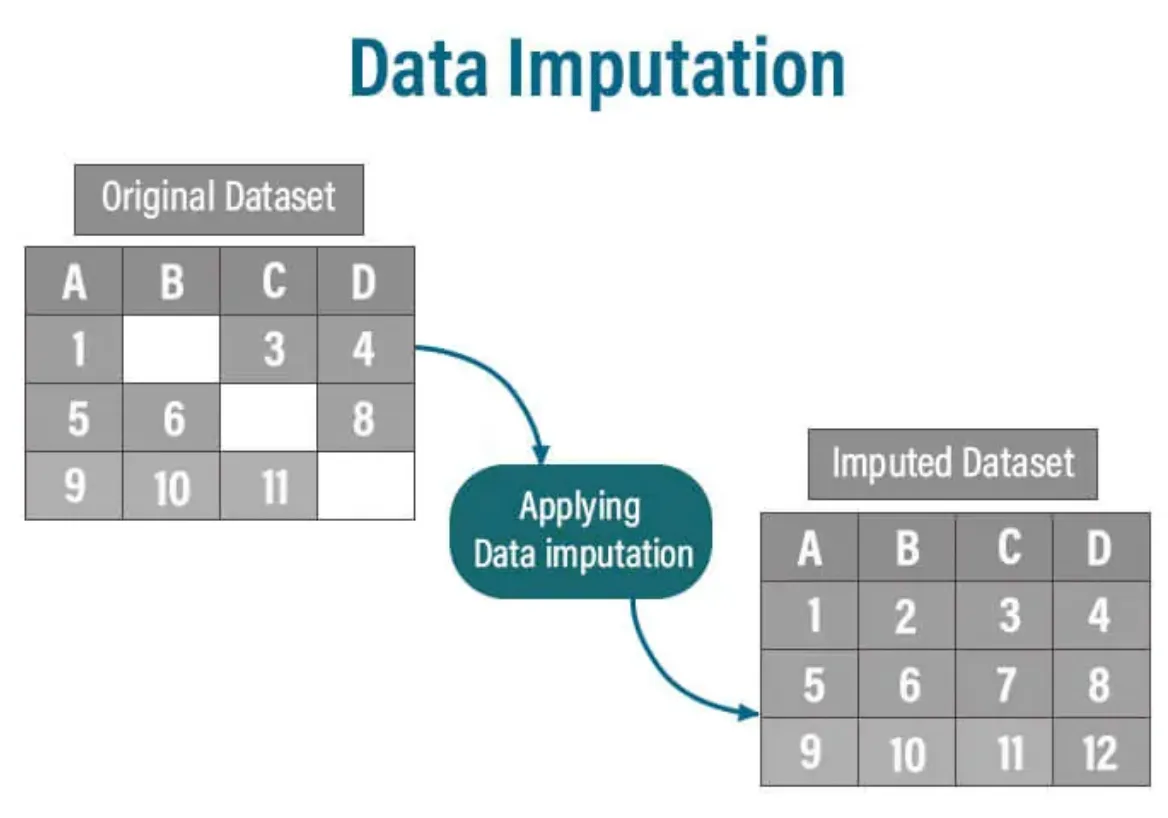 Data Imputation
Original Dataset
A B C D
1 3 4
5 6 8
9 10 11
Applying
Data imputation
Imputed Dataset
A B C D
1 2 3 4
5 6 7 8
9 10 11 12